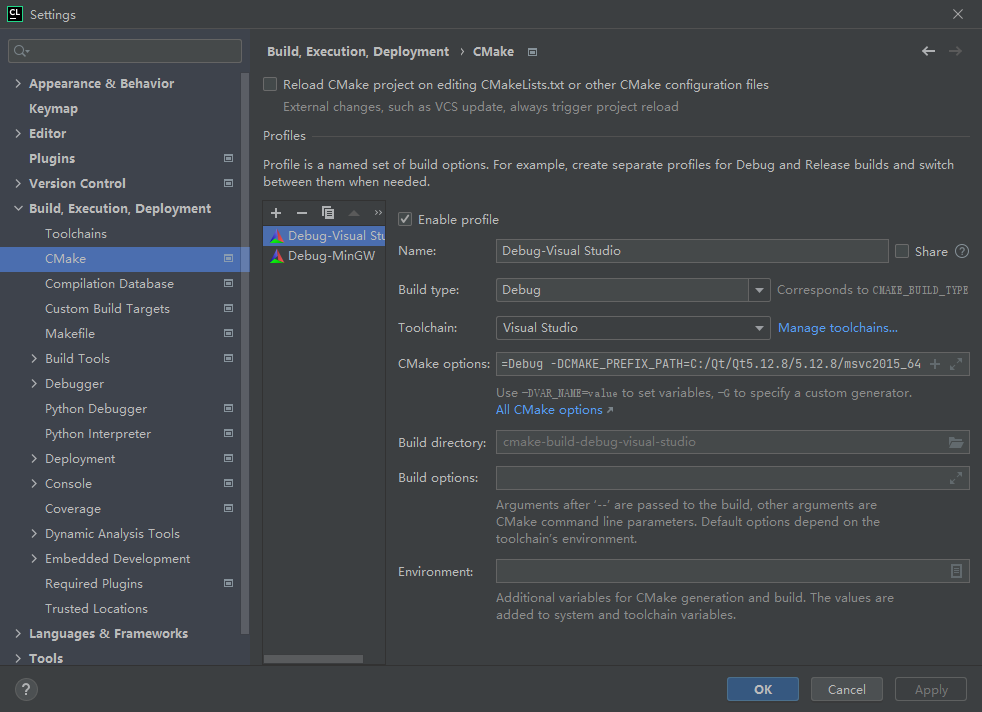 CL Settings
Appearance & Behavior
Keymap
Editor
Plugins
Version Control
Build, Execution, Deployment
Toolchains
CMake
Compilation Database
Custom Build Targets
Makefile
Build Tools
Debugger
Python Debugger
Python Interpreter
Deployment
Console
Coverage
Dynamic Analysis Tools
Embedded Development
Required Plugins
Trusted Locations
Languages & Frameworks
Tools
Build, Execution, Deployment › CMake
Reload CMake project on editing CMakeLists.txt or other CMake configuration files
External changes, such as VCS update, always trigger project reload
Profiles
Profile is a named set of build options. For example, create separate profiles for Debug and Release builds and switch
between them when needed.
Debug-Visual Stu
Debug-MinGW
Enable profile
Name: Debug-Visual Studio Share ?
Build type: Debug Corresponds to CMAKE_BUILD_TYPE
Toolchain: Visual Studio Manage toolchains...
CMake options: =Debug -DCMAKE_PREFIX_PATH=C:/Qt/Qt5.12.8/5.12.8/msvc2015_64
Use -DVAR_NAME=value to set variables, -G to specify a custom generator.
All CMake options ↗
Build directory: cmake-build-debug-visual-studio
Build options:
Arguments after '--' are passed to the build, other arguments are
CMake command line parameters. Default options depend on the
toolchain's environment.
Environment:
Additional variables for CMake generation and build. The values are
added to system and toolchain variables.
? OK Cancel Apply